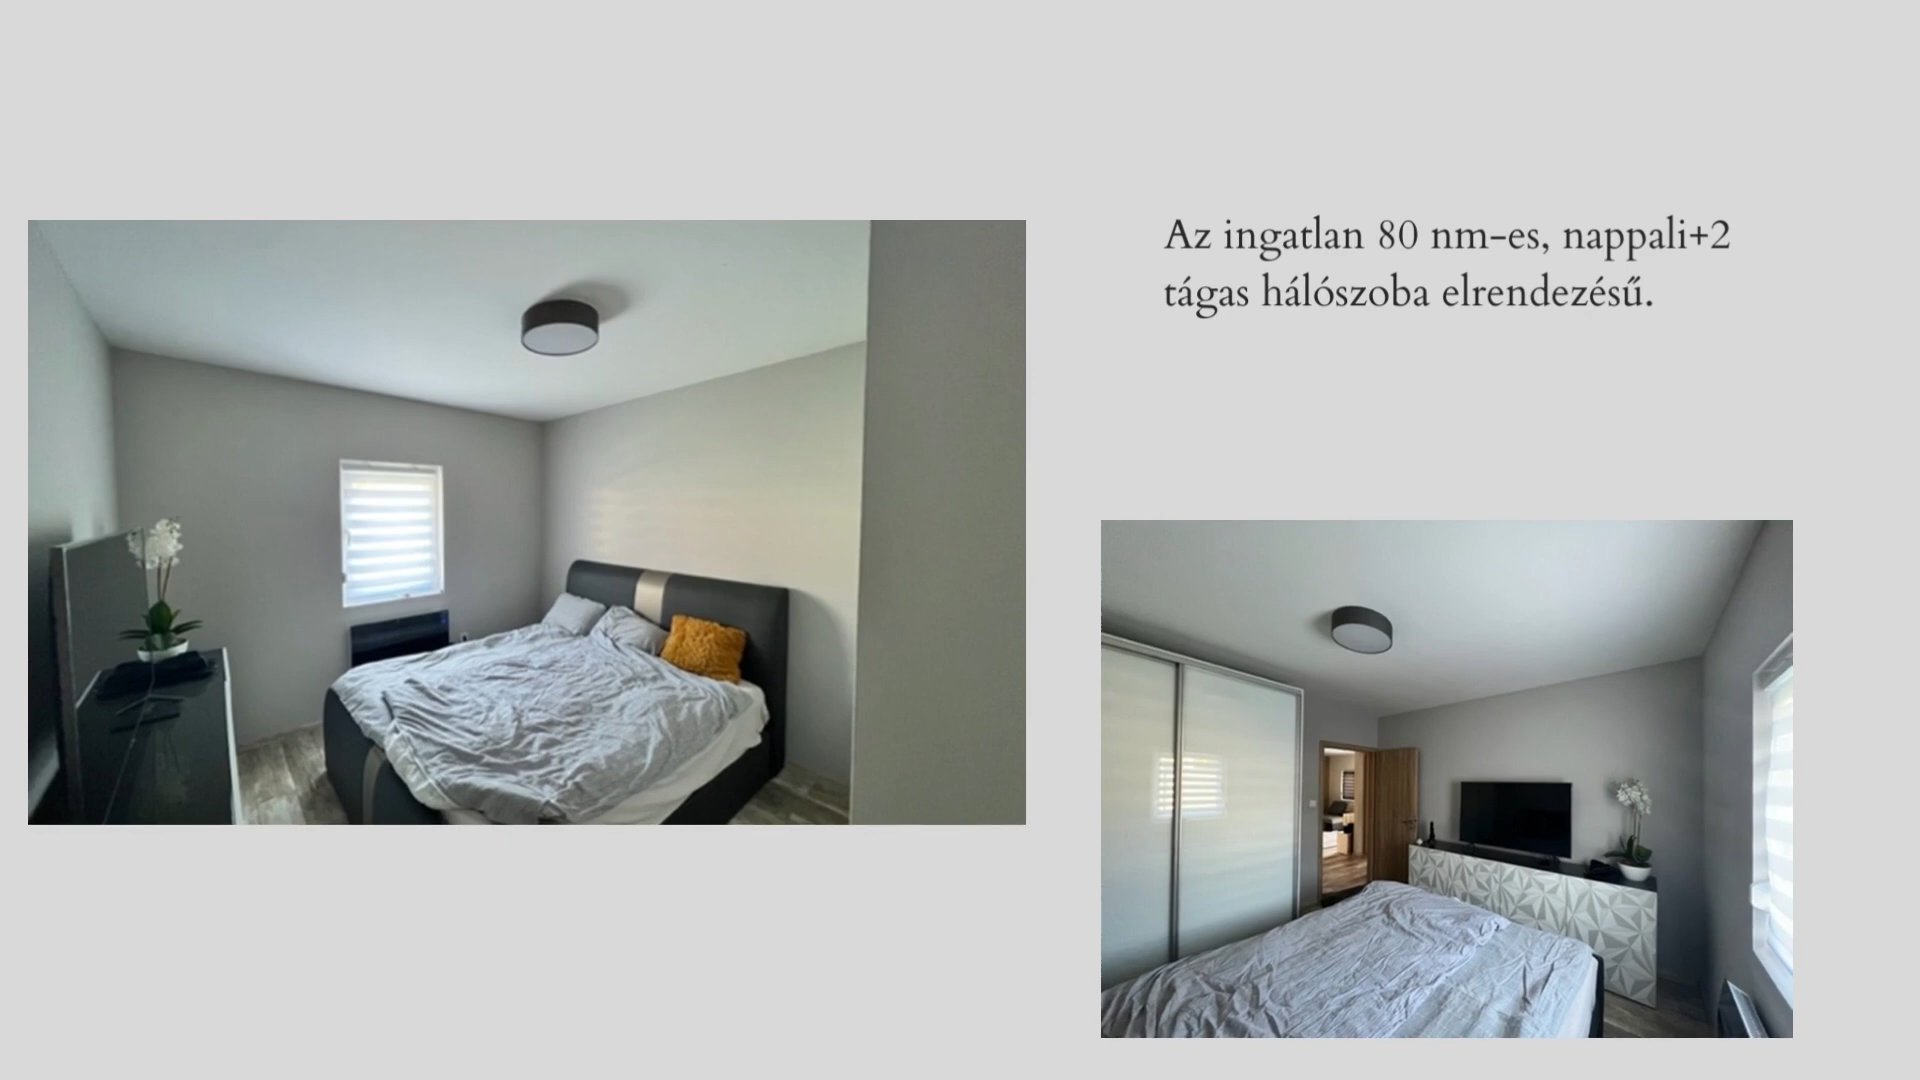 Az ingatlan 80 nm-es, nappali+2
tágas hálószoba elrendezésű.